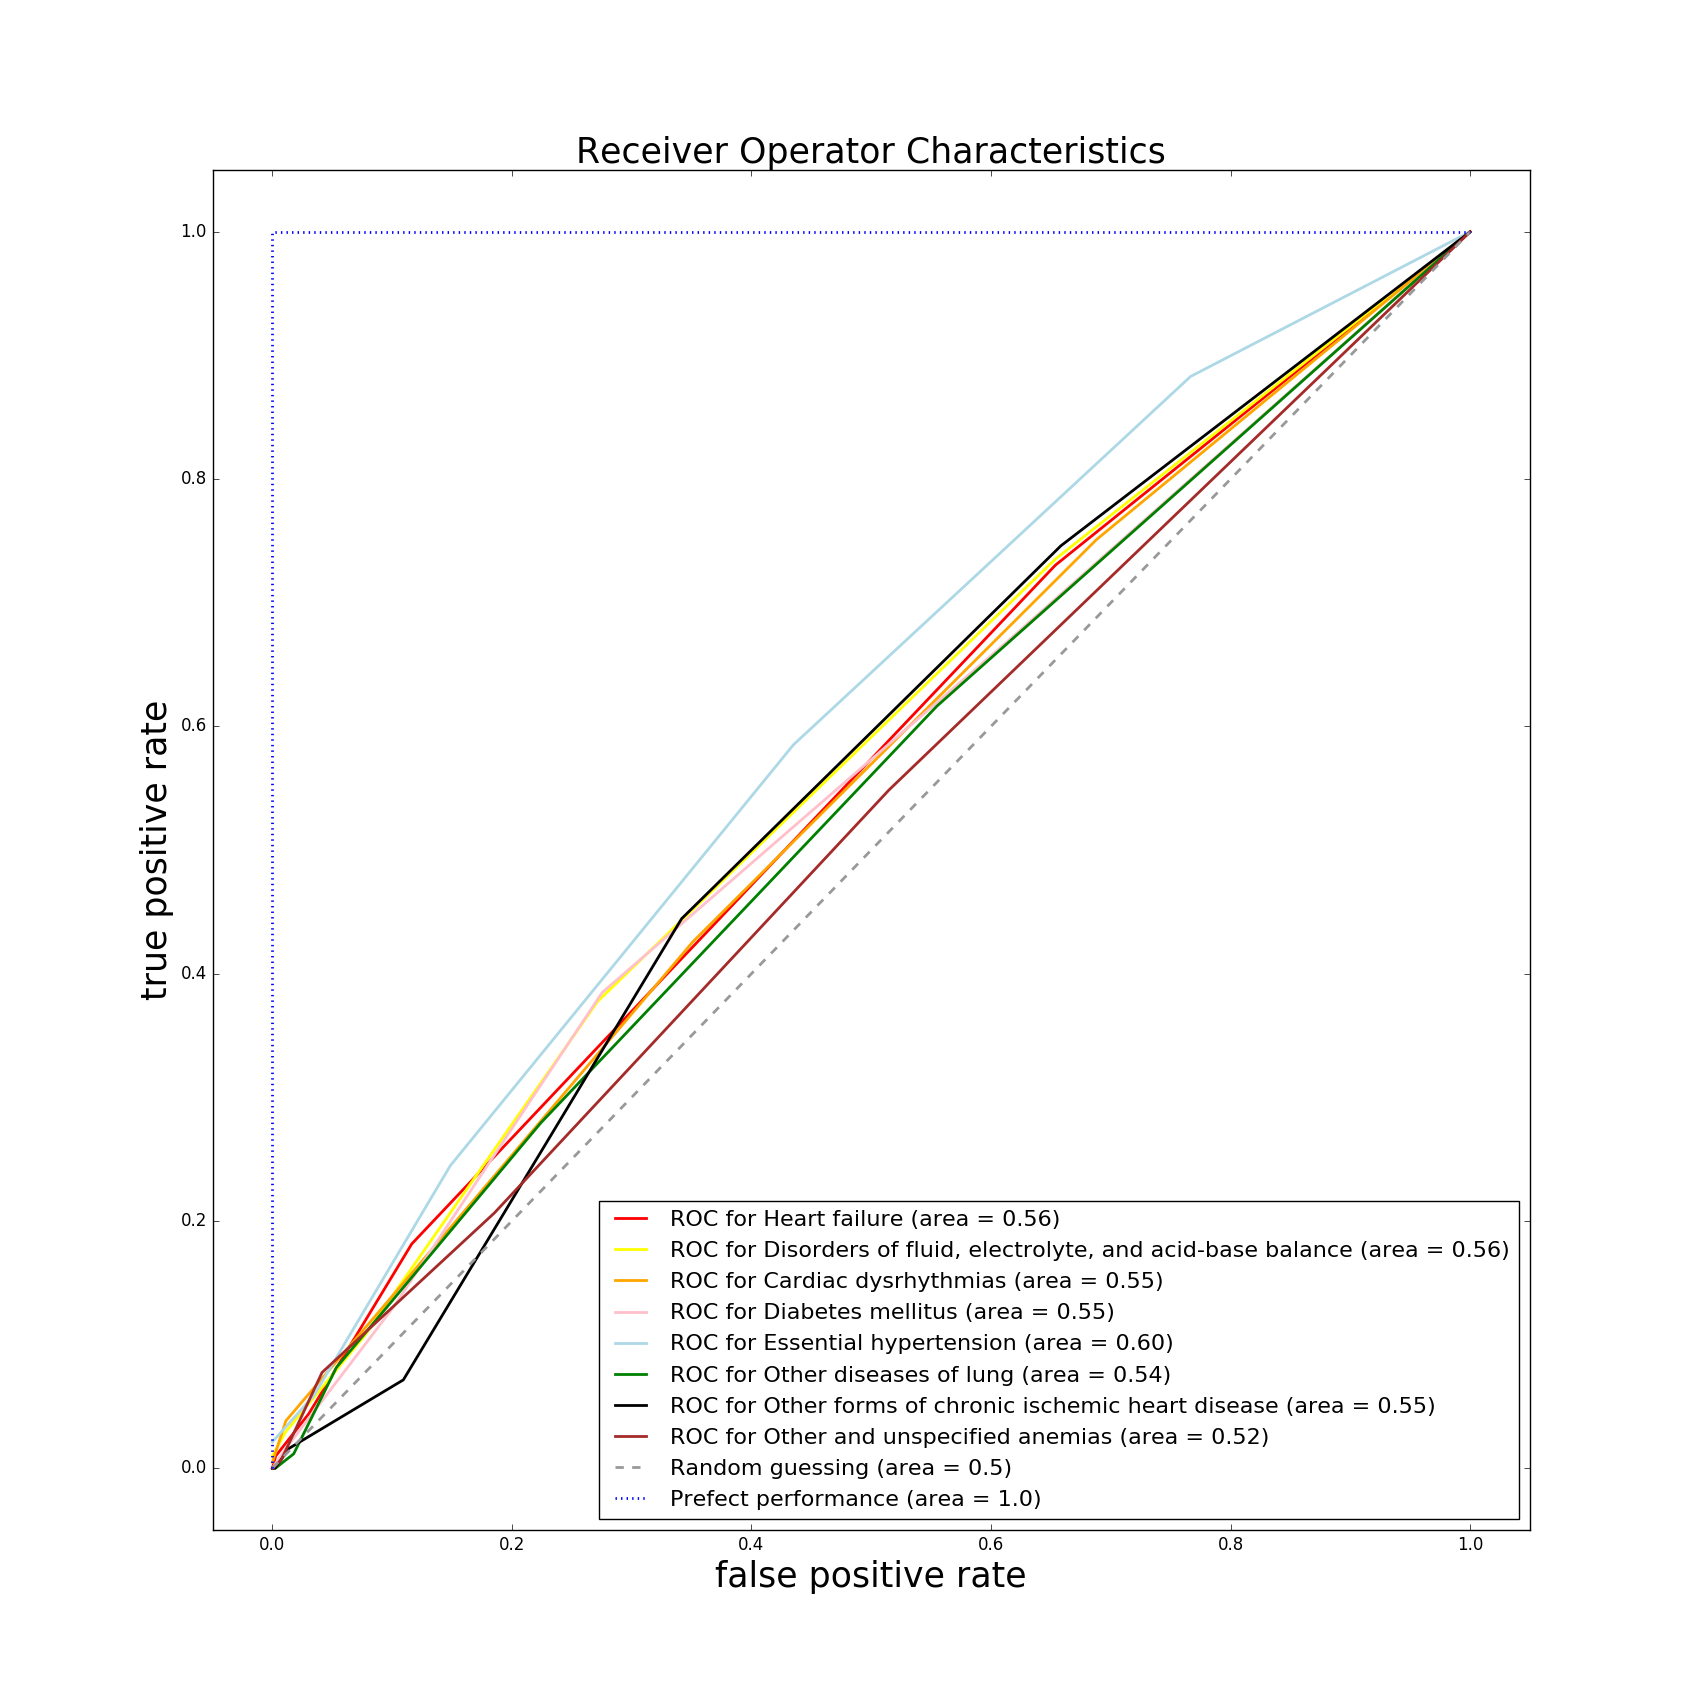 Receiver Operator Characteristics
1.0
0.8
0.6
0.4
0.2
0.0
true positive rate
ROC for Heart failure (area = 0.56)
ROC for Disorders of fluid, electrolyte, and acid-base balance (area = 0.56)
ROC for Cardiac dysrhythmias (area = 0.55)
ROC for Diabetes mellitus (area = 0.55)
ROC for Essential hypertension (area = 0.60)
ROC for Other diseases of lung (area = 0.54)
ROC for Other forms of chronic ischemic heart disease (area = 0.55)
ROC for Other and unspecified anemias (area = 0.52)
Random guessing (area = 0.5)
Prefect performance (area = 1.0)
0.0 0.2 0.4 0.6 0.8 1.0
false positive rate